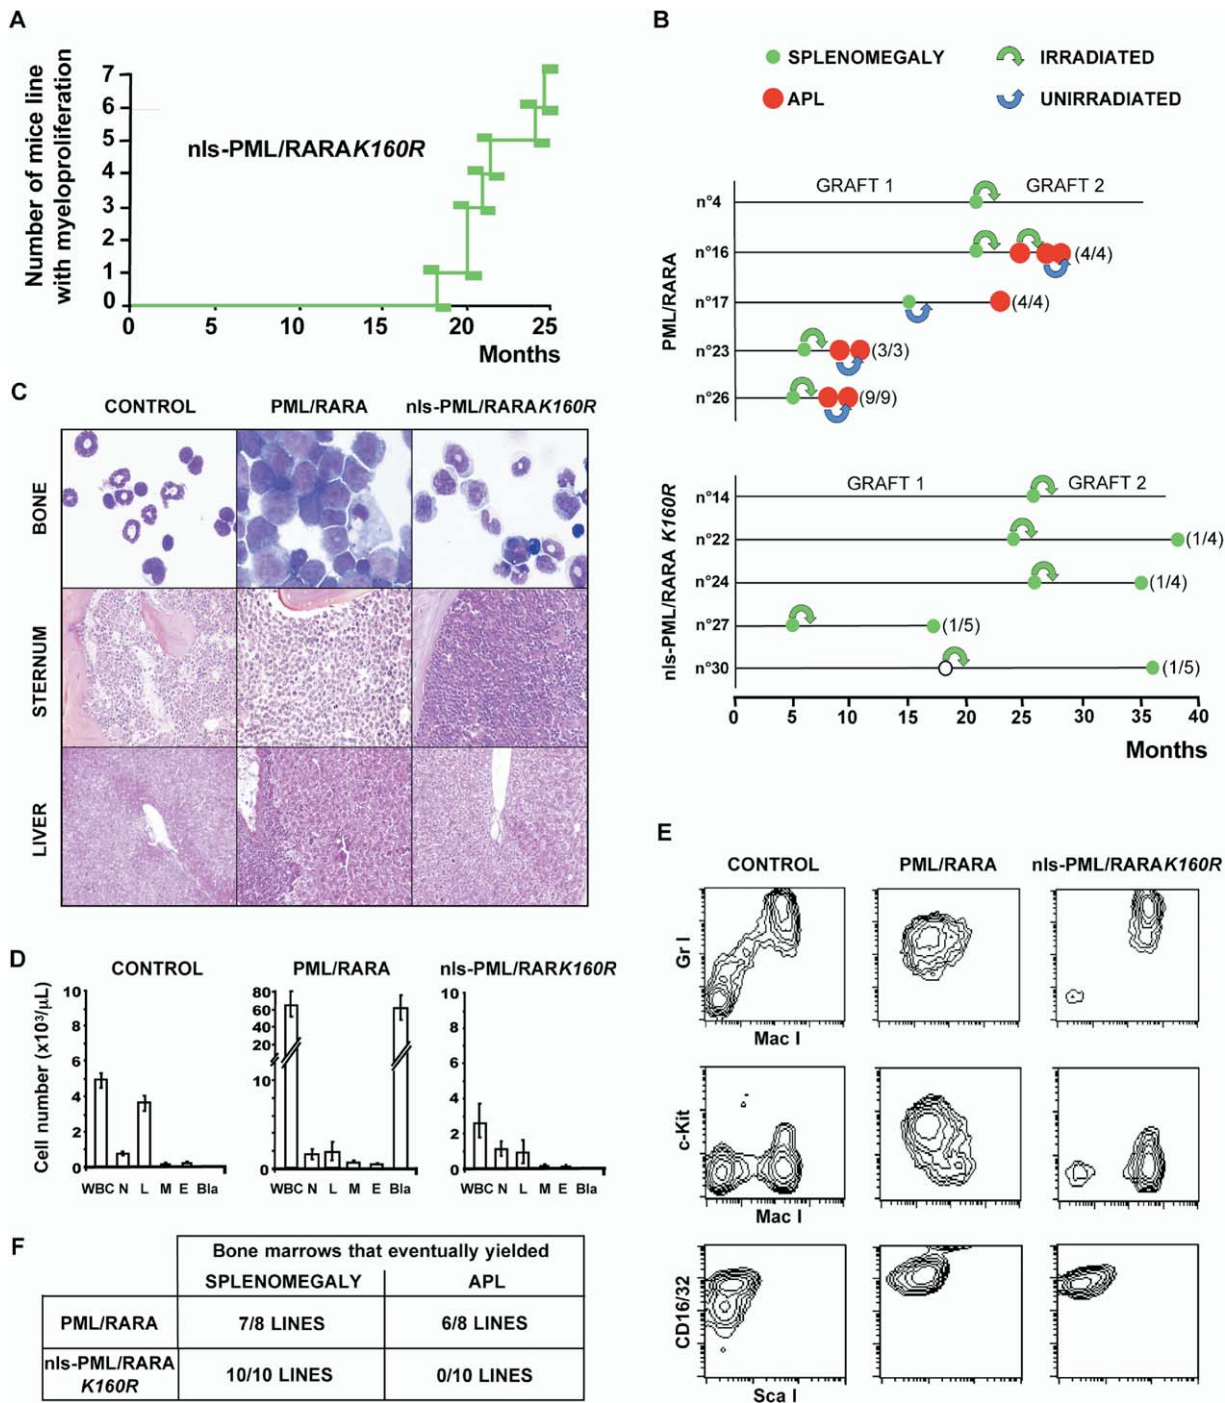 A
Number of mice line
with myeloproliferation
7
6
5
4
3
2
1
0
nls-PML/RARAK160R
0 5 10 15 20 25
Months
B
SPLENOMEGALY IRRADIATED
APL UNIRRADIATED
PML/RARA
GRAFT 1 GRAFT 2
n°4
n°16 (4/4)
n°17 (4/4)
n°23 (3/3)
n°26 (9/9)
nls-PML/RARA K160R
GRAFT 1 GRAFT 2
n°14
n°22 (1/4)
n°24 (1/4)
n°27 (1/5)
n°30 (1/5)
0 5 10 15 20 25 30 35 40
Months
C
CONTROL PML/RARA nls-PML/RARAK160R
BONE
STERNUM
LIVER
D
CONTROL PML/RARA nls-PML/RARK160R
Cell number (x10³/µL)
10
8
6
4
2
0
WBC N L M E Bla
80
60
40
20
10
0
WBC N L M E Bla
10
8
6
4
2
0
WBC N L M E Bla
E
CONTROL PML/RARA nls-PML/RARAK160R
Gr I
Mac I
c-Kit
Mac I
CD16/32
Sca I
F
Bone marrows that eventually yielded
SPLENOMEGALY APL
PML/RARA 7/8 LINES 6/8 LINES
nls-PML/RARA
K160R 10/10 LINES 0/10 LINES